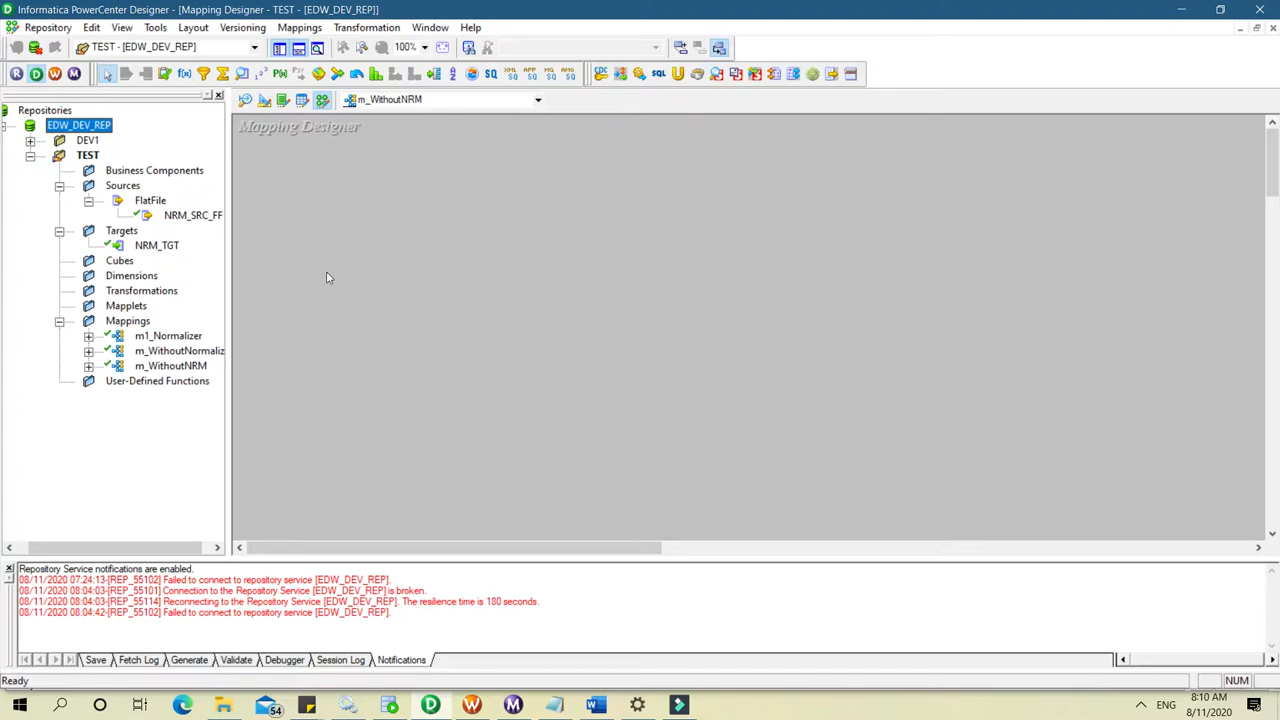 Informatica PowerCenter Designer - [Mapping Designer - TEST - [EDW_DEV_REP]]
Repository Edit View Tools Layout Versioning Mappings Transformation Window Help
TEST - [EDW_DEV_REP] 100%
m_WithoutNRM
Repositories
Mapping Designer
EDW_DEV_REP
DEV1
TEST
Business Components
Sources
FlatFile
NRM_SRC_FF
Targets
NRM_TGT
Cubes
Dimensions
Transformations
Mapplets
Mappings
m1_Normalizer
m_WithoutNormaliz
m_WithoutNRM
User-Defined Functions
Repository Service notifications are enabled.
08/11/2020 07:24:13-[REP_55102] Failed to connect to repository service [EDW_DEV_REP].
08/11/2020 08:04:03-[REP_55101] Connection to the Repository Service [EDW_DEV_REP] is broken.
08/11/2020 08:04:03-[REP_55114] Reconnecting to the Repository Service [EDW_DEV_REP]. The resilience time is 180 seconds.
08/11/2020 08:04:42-[REP_55102] Failed to connect to repository service [EDW_DEV_REP].
Save Fetch Log Generate Validate Debugger Session Log Notifications
Ready NUM
54 ENG 8:10 AM
8/11/2020